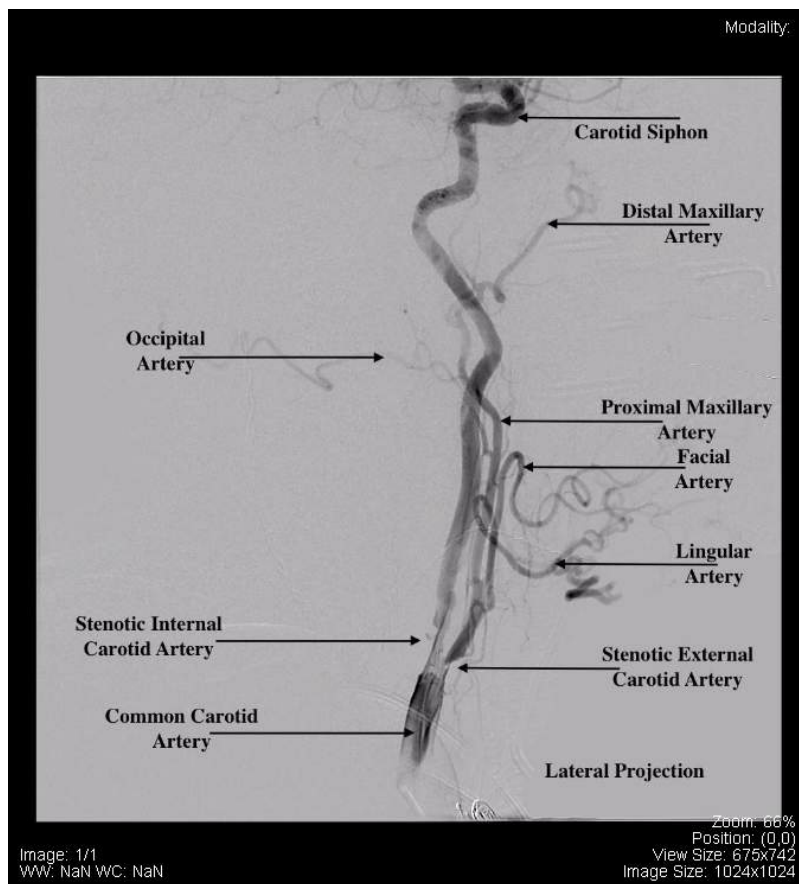 Modality:
Carotid Siphon
Distal Maxillary
Artery
Occipital
Artery
Proximal Maxillary
Artery
Facial
Artery
Lingular
Artery
Stenotic Internal
Carotid Artery
Stenotic External
Carotid Artery
Common Carotid
Artery
Lateral Projection
Zoom: 66%
Position: (0,0)
Image: 1/1
View Size: 675x742
WW: NaN WC: NaN
Image Size: 1024x1024